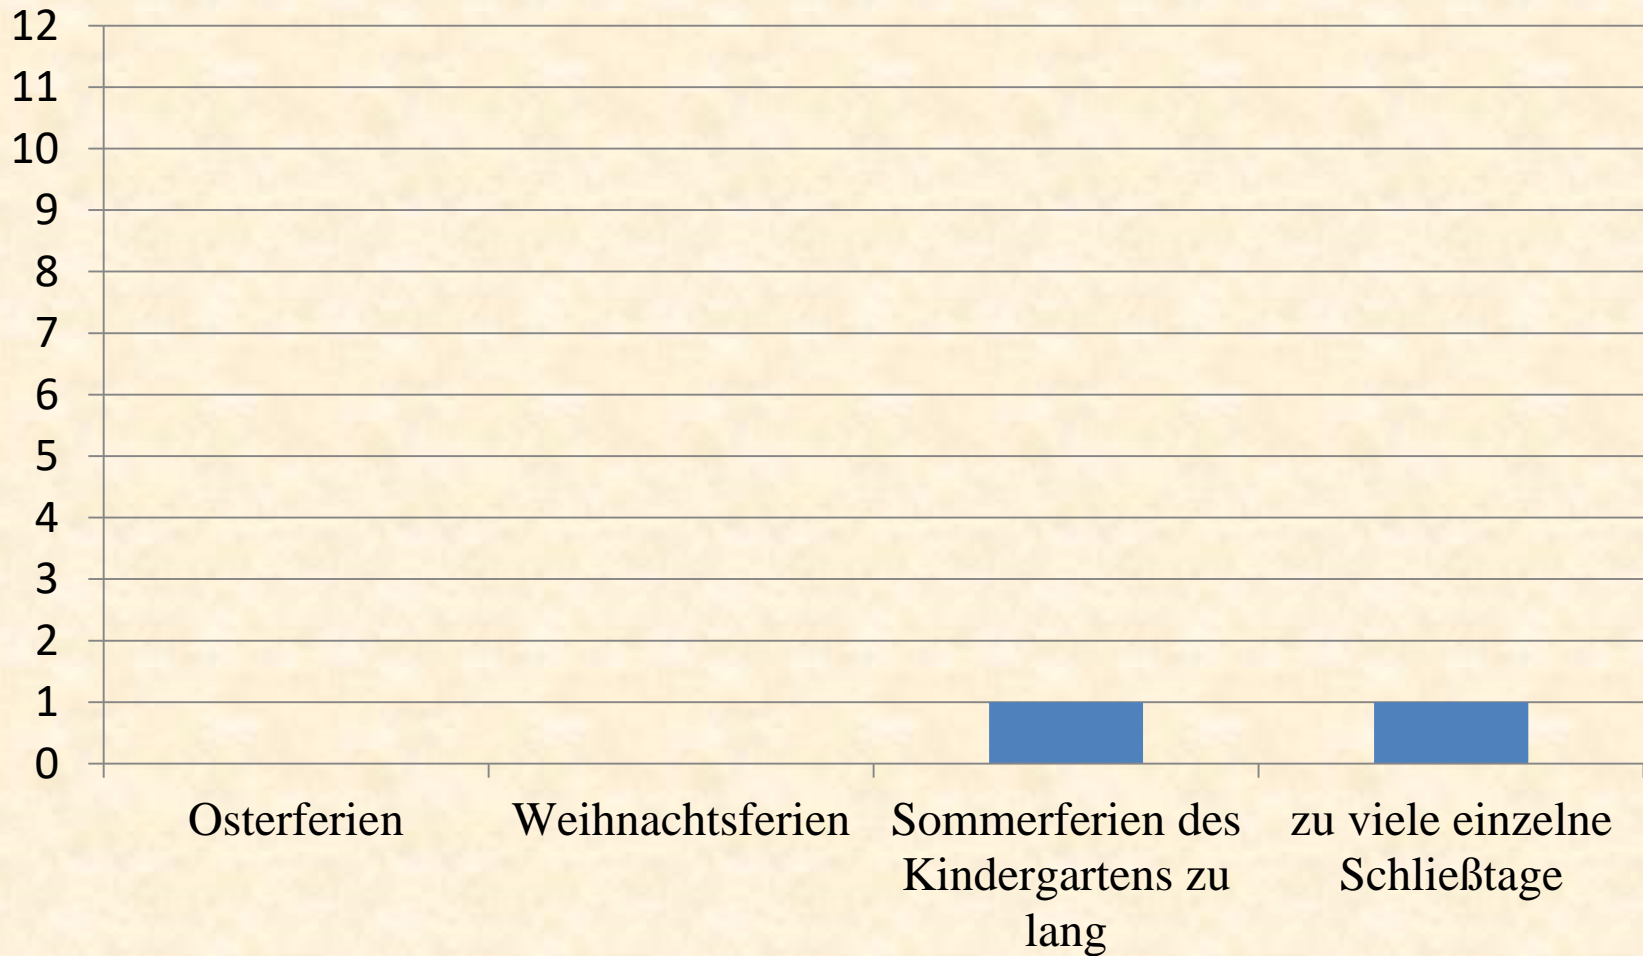 12
11
10
9
8
7
6
5
4
3
2
1
0
Osterferien
Weihnachtsferien
Sommerferien des
Kindergartens zu
lang
zu viele einzelne
Schließtage